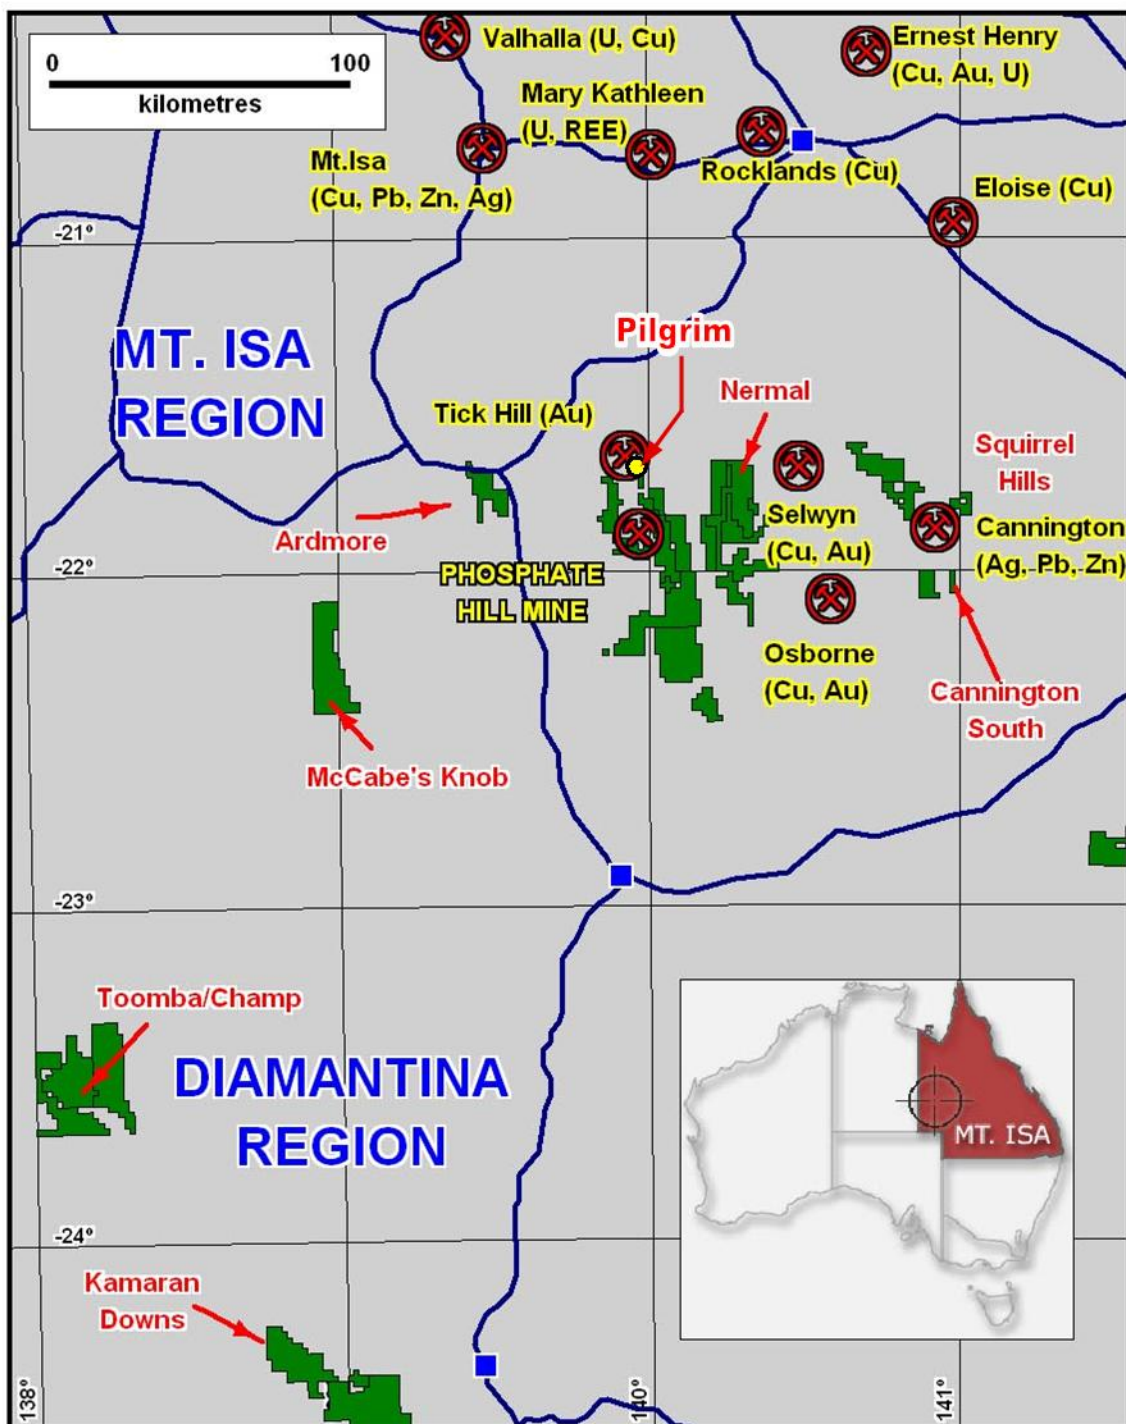 0 100
kilometres
Valhalla (U, Cu)
Ernest Henry
(Cu, Au, U)
Mary Kathleen
(U, REE)
Mt.Isa
(Cu, Pb, Zn, Ag)
Rocklands (Cu)
Eloise (Cu)
-21°
MT. ISA
REGION
Pilgrim
Nermal
Tick Hill (Au)
Squirrel
Hills
Ardmore
Selwyn
(Cu, Au)
Cannington
(Ag, Pb, Zn)
-22°
PHOSPHATE
HILL MINE
Osborne
(Cu, Au)
Cannington
South
McCabe's Knob
-23°
Toomba/Champ
DIAMANTINA
REGION
MT. ISA
-24°
Kamaran
Downs
138°
140°
141°